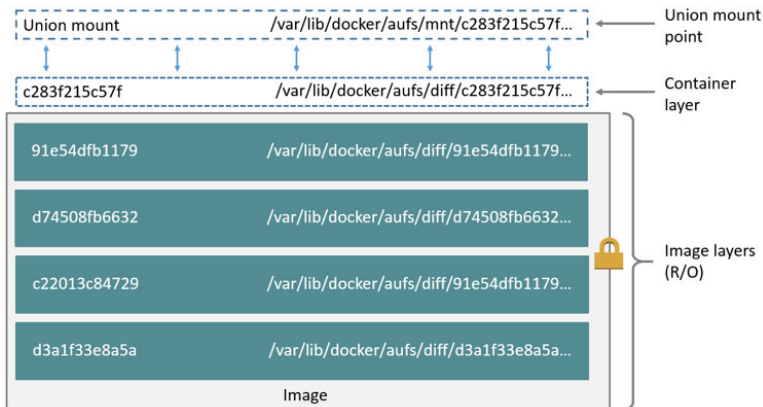 Union mount /var/lib/docker/aufs/mnt/c283f215c57f... Union mount
point
c283f215c57f /var/lib/docker/aufs/diff/c283f215c57f... Container
layer
91e54dfb1179 /var/lib/docker/aufs/diff/91e54dfb1179...
d74508fb6632 /var/lib/docker/aufs/diff/d74508fb6632...
Image layers
(R/O)
c22013c84729 /var/lib/docker/aufs/diff/91e54dfb1179...
d3a1f33e8a5a /var/lib/docker/aufs/diff/d3a1f33e8a5a...
Image